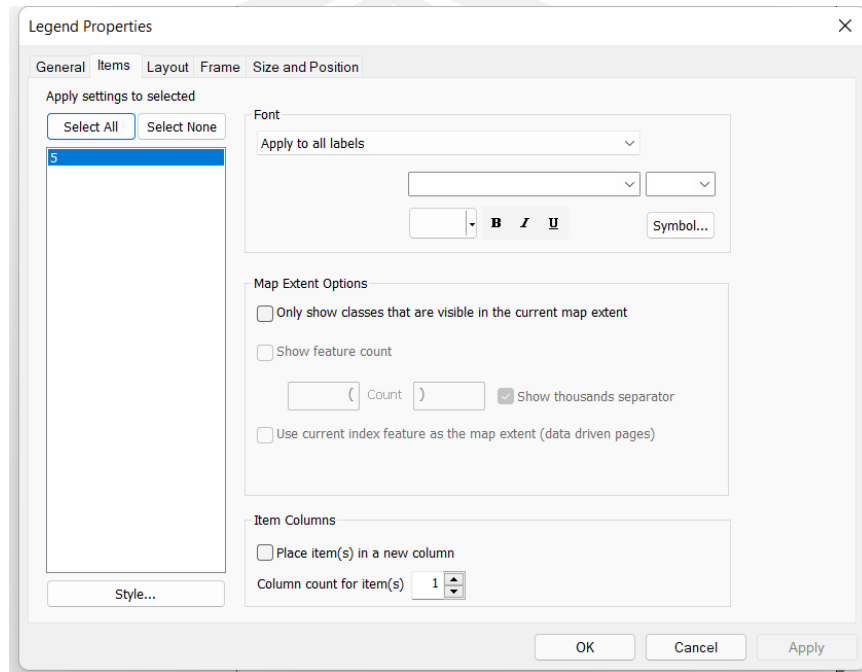 Legend Properties
General Items Layout Frame Size and Position
Apply settings to selected
Select All Select None
5
Style...
Font
Apply to all labels
B I U
Symbol...
Map Extent Options
Only show classes that are visible in the current map extent
Show feature count
( Count ) Show thousands separator
Use current index feature as the map extent (data driven pages)
Item Columns
Place item(s) in a new column
Column count for item(s) 1
OK Cancel Apply